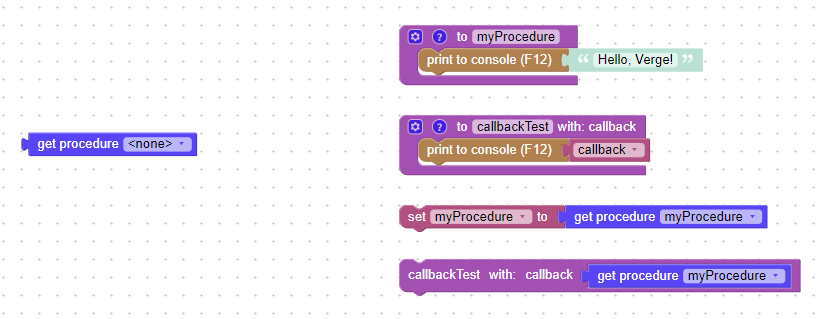 ? to myProcedure
print to console (F12) “ Hello, Verge! ”
? to callbackTest with: callback
print to console (F12) callback
get procedure <none>
set myProcedure to get procedure myProcedure
callbackTest with: callback get procedure myProcedure